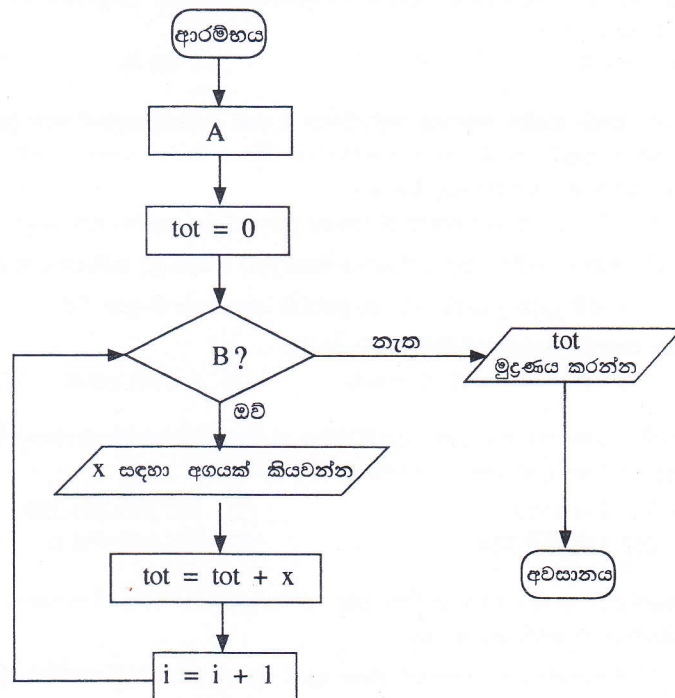 ආරම්භය
A
tot = 0
B?
නැත
tot
මුද්‍රණය කරන්න
ඔව්
x සඳහා අගයක් කියවන්න
tot = tot + x
අවසානය
i = i + 1